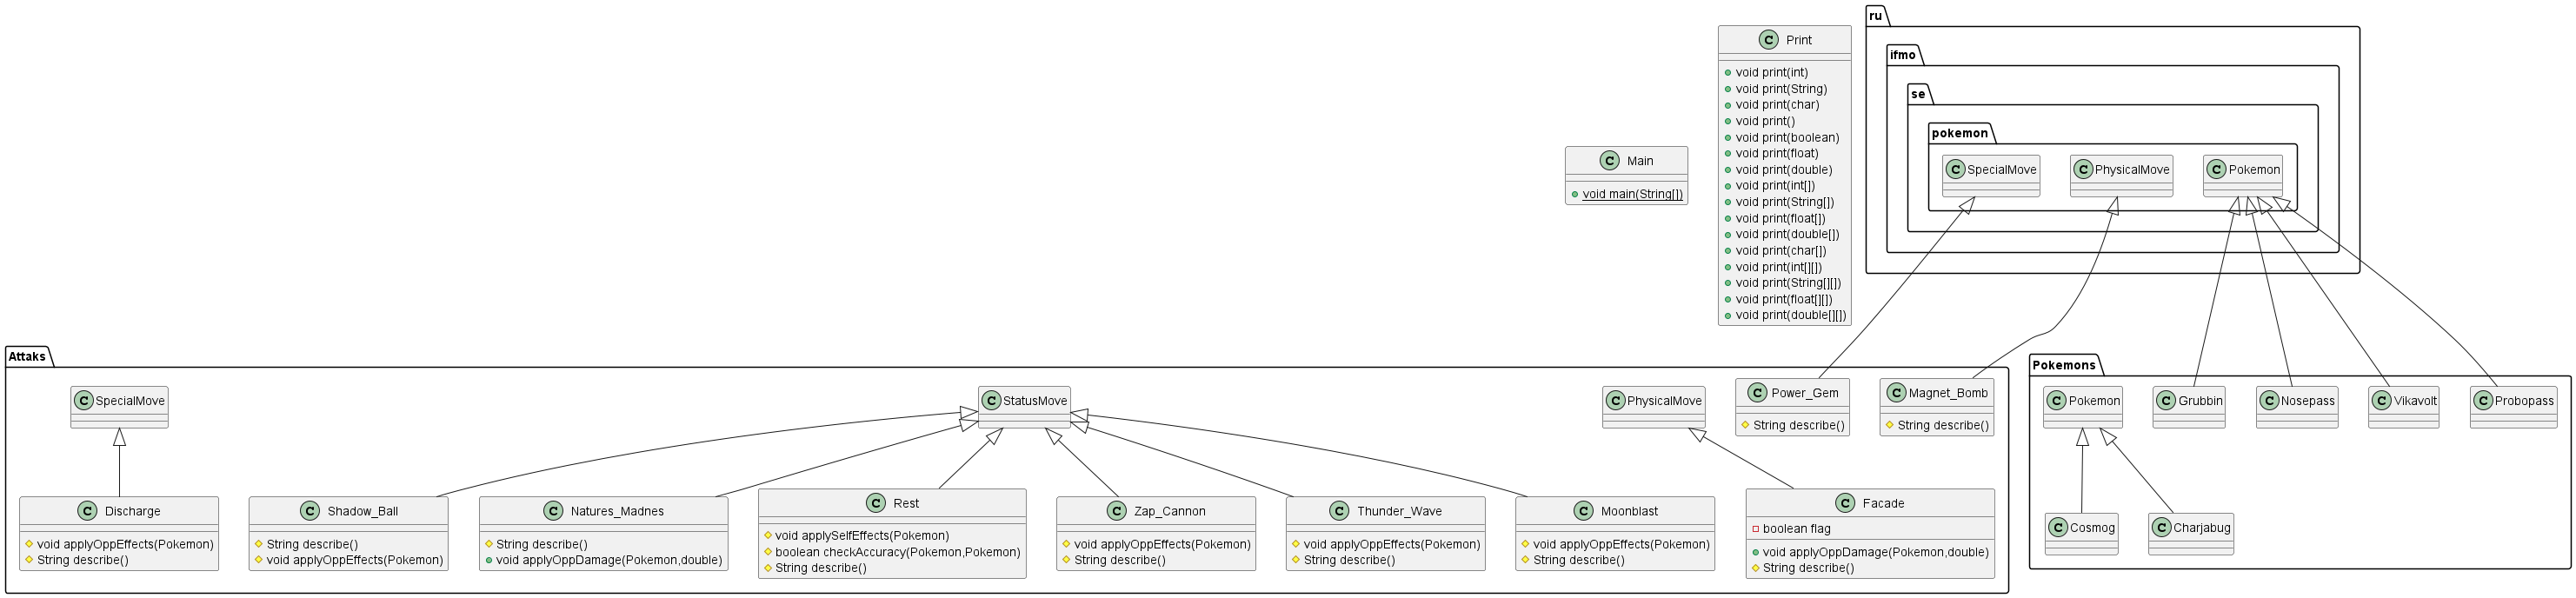 ru
ifmo
se
pokemon
C SpecialMove
C PhysicalMove
C Pokemon
C Print
void print(int)
void print(String)
void print(char)
void print()
void print(boolean)
void print(float)
void print(double)
void print(int[])
void print(String[])
void print(float[])
void print(double[])
void print(char[])
void print(int[][])
void print(String[][])
void print(float[][])
void print(double[][])
C Main
void main(String[])
Attaks
C SpecialMove
C StatusMove
C PhysicalMove
C Power_Gem
String describe()
C Magnet_Bomb
String describe()
C Discharge
void applyOppEffects(Pokemon)
String describe()
C Shadow_Ball
String describe()
void applyOppEffects(Pokemon)
C Natures_Madnes
String describe()
void applyOppDamage(Pokemon,double)
C Rest
void applySelfEffects(Pokemon)
boolean checkAccuracy(Pokemon,Pokemon)
String describe()
C Zap_Cannon
void applyOppEffects(Pokemon)
String describe()
C Thunder_Wave
void applyOppEffects(Pokemon)
String describe()
C Moonblast
void applyOppEffects(Pokemon)
String describe()
C Facade
boolean flag
void applyOppDamage(Pokemon,double)
String describe()
Pokemons
C Pokemon
C Grubbin
C Nosepass
C Vikavolt
C Probopass
C Cosmog
C Charjabug